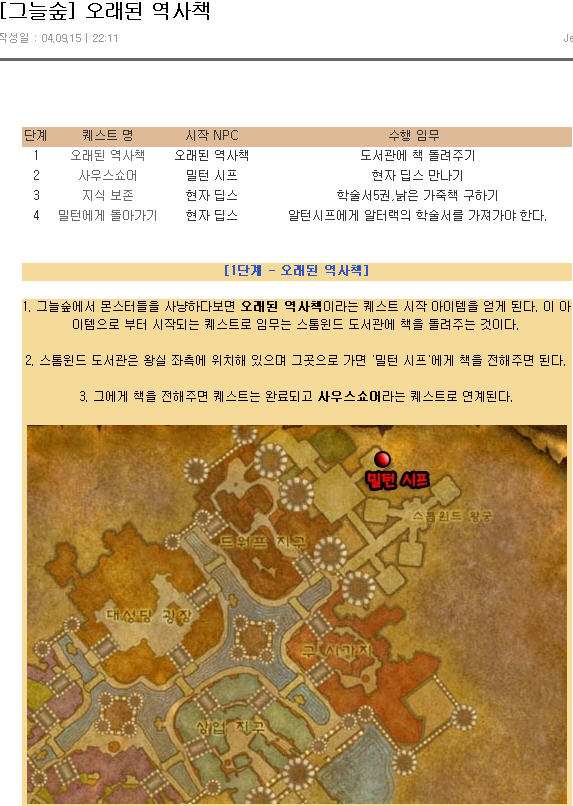 [그늘숲] 오래된 역사책
작성일 : 04.09.15 | 22:11
단계 퀘스트 명 시작 NPC 수행 임무
1 오래된 역사책 오래된 역사책 도서관에 책 돌려주기
2 사우스쇼어 밀턴 시프 현자 딥스 만나기
3 지식 보존 현자 딥스 학술서5권,낡은 가죽책 구하기
4 밀턴에게 돌아가기 현자 딥스 알턴시프에게 알터랙의 학술서를 가져가야 한다.
[1단계 - 오래된 역사책]
1. 그늘숲에서 몬스터들을 사냥하다보면 오래된 역사책이라는 퀘스트 시작 아이템을 얻게 된다. 이 아
이템으로 부터 시작되는 퀘스트로 임무는 스톰윈드 도서관에 책을 돌려주는 것이다.
2. 스톰윈드 도서관은 왕실 좌측에 위치해 있으며 그곳으로 가면 '밀턴 시프'에게 책을 전해주면 된다.
3. 그에게 책을 전해주면 퀘스트는 완료되고 사우스쇼어라는 퀘스트로 연계된다.
밀턴 시프
스톰윈드 왕궁
드워프 지구
대성당 광장
구 시가지
상업 지구